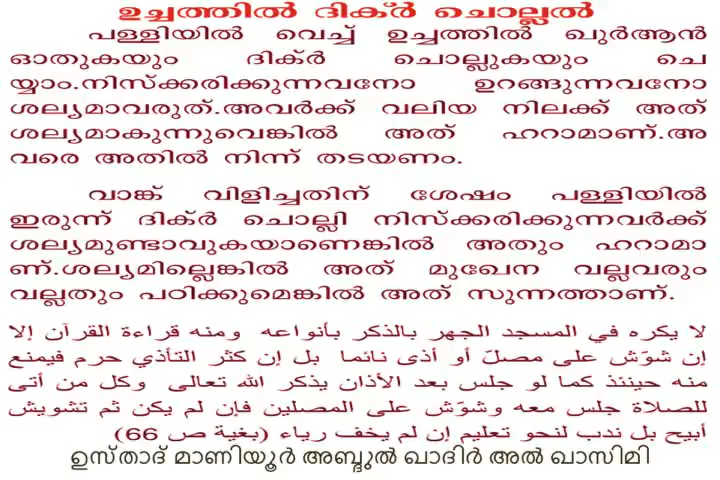 ഉച്ചത്തിൽ ദിക്ർ ചൊല്ലൽ
പള്ളിയിൽ വെച്ച് ഉച്ചത്തിൽ ഖുർആൻ
ഓതുകയും ദിക്ർ ചൊല്ലുകയും ചെ
യ്യാം.നിസ്ക്കരിക്കുന്നവനോ ഉറങ്ങുന്നവനോ
ശല്യമാവരുത്.അവർക്ക് വലിയ നിലക്ക് അത്
ശല്യമാകുന്നുവെങ്കിൽ അത് ഹറാമാണ്.അ
വരെ അതിൽ നിന്ന് തടയണം.
വാങ്ക് വിളിച്ചതിന് ശേഷം പള്ളിയിൽ
ഇരുന്ന് ദിക്ർ ചൊല്ലി നിസ്ക്കരിക്കുന്നവർക്ക്
ശല്യമുണ്ടാവുകയാണെങ്കിൽ അതും ഹറാമാ
ണ്.ശല്യമില്ലെങ്കിൽ അത് മുഖേന വല്ലവരും
വല്ലതും പഠിക്കുമെങ്കിൽ അത് സുന്നത്താണ്.
لا يكره في المسجد الجهر بالذكر بأنواعه ومنه قراءة القرآن إلا
إن شوّش على مصلّ أو أذى نائما بل إن كثر التأذي حرم فيمنع
منه حينئذ كما لو جلس بعد الأذان يذكر الله تعالى وكل من أتى
للصلاة جلس معه وشوّش على المصلين فإن لم يكن ثم تشويش
أبيح بل ندب لنحو تعليم إن لم يخف رياء (بغية ص 66)
ഉസ്താദ് മാണിയൂർ അബ്ദുൽ ഖാദിർ അൽ ഖാസിമി